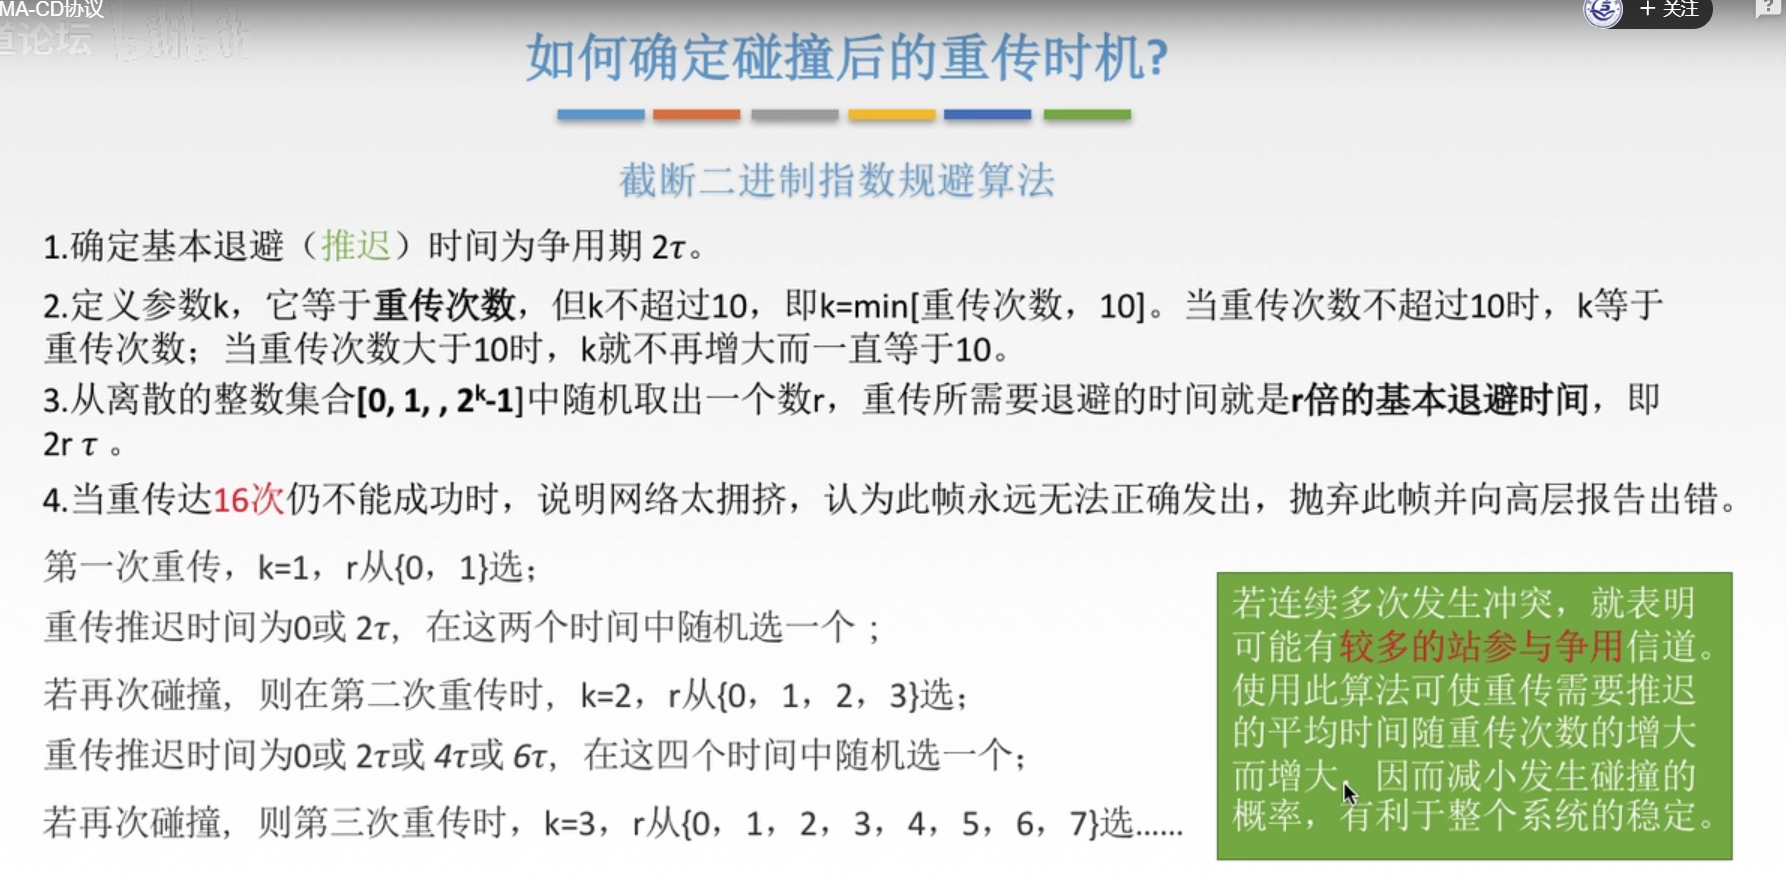 MA-CD协议
道论坛 bilibili
+ 关注
如何确定碰撞后的重传时机?
截断二进制指数规避算法
1.确定基本退避（推迟）时间为争用期 2τ。
2.定义参数k，它等于重传次数，但k不超过10，即k=min[重传次数，10]。当重传次数不超过10时，k等于
重传次数；当重传次数大于10时，k就不再增大而一直等于10。
3.从离散的整数集合[0, 1, , 2ᵏ-1]中随机取出一个数r，重传所需要退避的时间就是r倍的基本退避时间，即
2r τ 。
4.当重传达16次仍不能成功时，说明网络太拥挤，认为此帧永远无法正确发出，抛弃此帧并向高层报告出错。
第一次重传，k=1，r从{0，1}选；
重传推迟时间为0或 2τ，在这两个时间中随机选一个；
若再次碰撞，则在第二次重传时，k=2，r从{0，1，2，3}选；
重传推迟时间为0或 2τ或 4τ或 6τ，在这四个时间中随机选一个；
若再次碰撞，则第三次重传时，k=3，r从{0，1，2，3，4，5，6，7}选......
若连续多次发生冲突，就表明
可能有较多的站参与争用信道。
使用此算法可使重传需要推迟
的平均时间随重传次数的增大
而增大，因而减小发生碰撞的
概率，有利于整个系统的稳定。